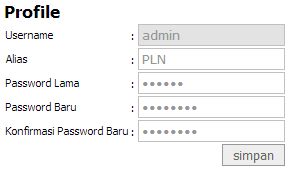 Profile
Username : admin
Alias : PLN
Password Lama : ••••••
Password Baru : ••••••••
Konfirmasi Password Baru : ••••••••
simpan